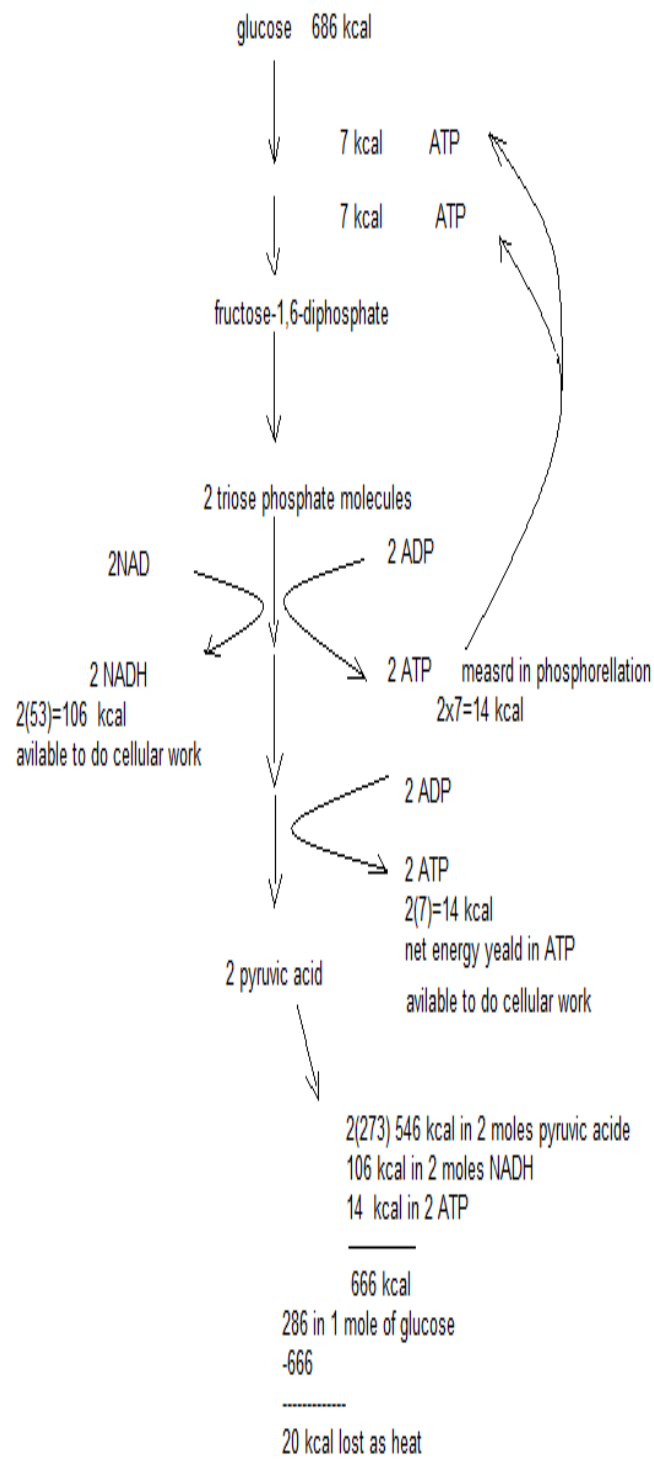 glucose 686 kcal
7 kcal ATP
7 kcal ATP
fructose-1,6-diphosphate
2 triose phosphate molecules
2NAD
2 ADP
2 NADH
2(53)=106 kcal
avilable to do cellular work
2 ATP measrd in phosphorellation
2x7=14 kcal
2 ADP
2 ATP
2(7)=14 kcal
net energy yeald in ATP
avilable to do cellular work
2 pyruvic acid
2(273) 546 kcal in 2 moles pyruvic acide
106 kcal in 2 moles NADH
14 kcal in 2 ATP
666 kcal
286 in 1 mole of glucose
-666
-------------
20 kcal lost as heat